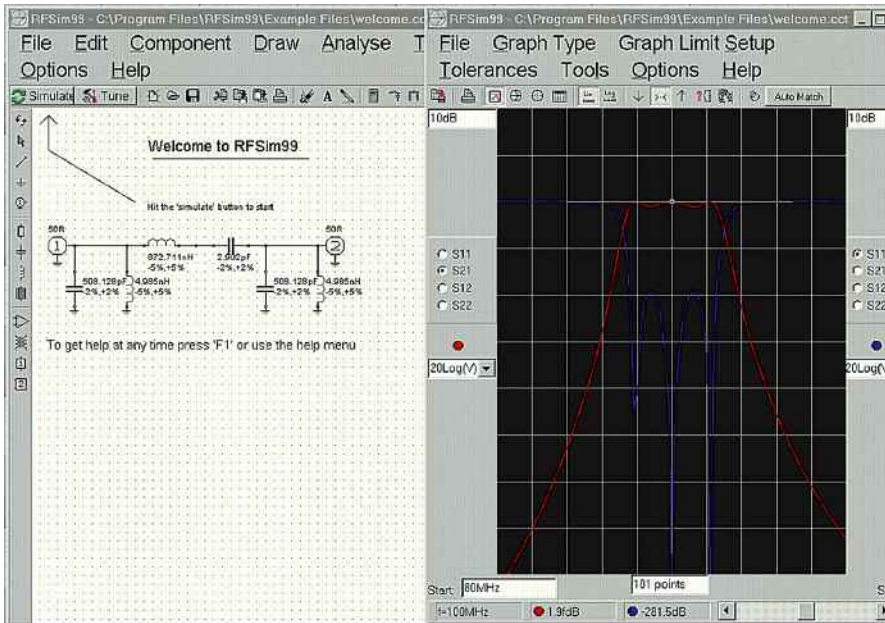 RFSim99 - C:\Program Files\RFSim99\Example Files\welcome.cct
File Edit Component Draw Analyse T
Options Help
Simulate Tune
Welcome to RFSim99
Hit the 'simulate' button to start
50R
1
872.711nH
-5%,+5%
2.902pF
-2%,+2%
50R
2
508.128pF
-2%,+2%
4.985nH
-5%,+5%
508.128pF
-2%,+2%
4.985nH
-5%,+5%
To get help at any time press 'F1' or use the help menu
RFSim99 - C:\Program Files\RFSim99\Example Files\welcome.cct
File Graph Type Graph Limit Setup
Tolerances Tools Options Help
Auto Match
10dB
10dB
S11
S21
S12
S22
S11
S21
S12
S22
20Log(V)
20Log(V
Start 80MHz
101 points
S
f=100MHz
1.9fdB
-281.5dB